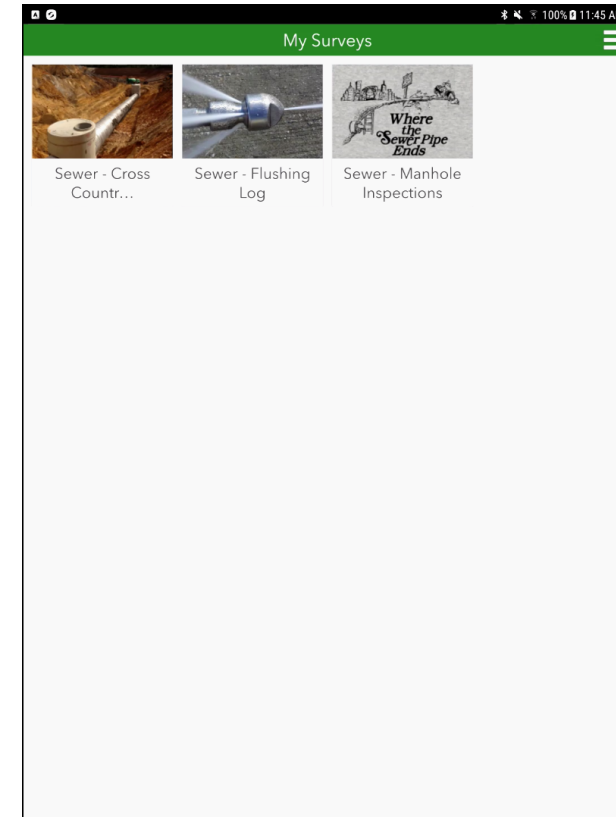 100% 11:45 A
My Surveys
Where
the
Sewer Pipe
Ends
Sewer - Cross
Countr...
Sewer - Flushing
Log
Sewer - Manhole
Inspections